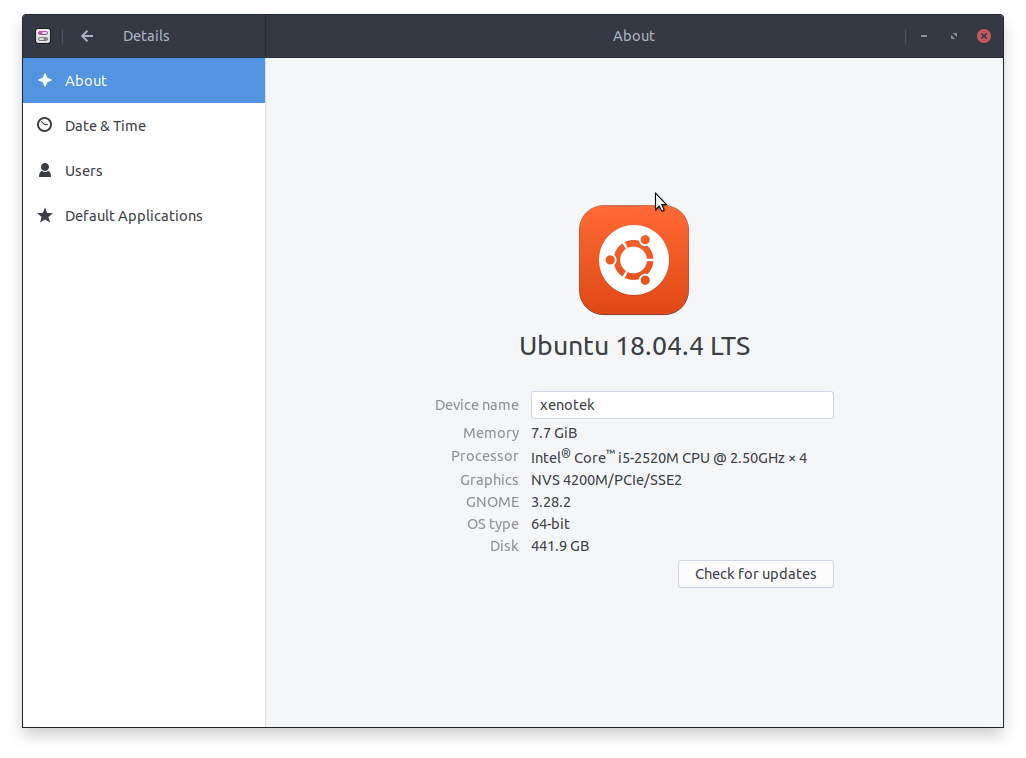 Details
About
About
Date & Time
Users
Default Applications
Ubuntu 18.04.4 LTS
Device name xenotek
Memory 7.7 GiB
Processor Intel® Core™ i5-2520M CPU @ 2.50GHz × 4
Graphics NVS 4200M/PCIe/SSE2
GNOME 3.28.2
OS type 64-bit
Disk 441.9 GB
Check for updates